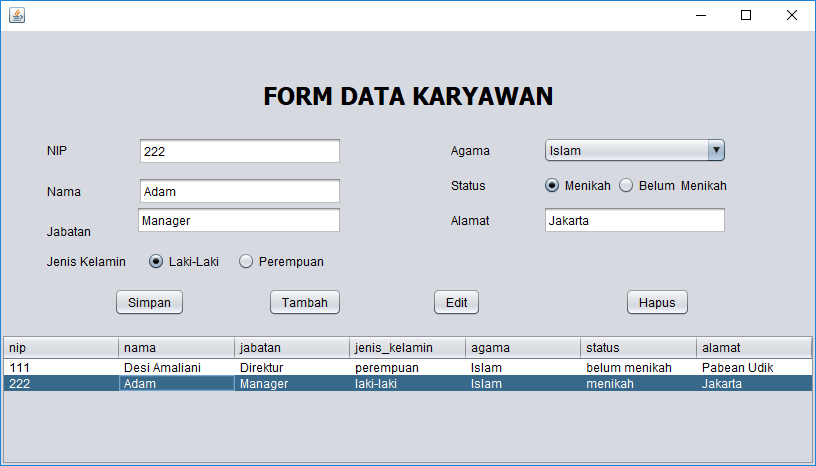 FORM DATA KARYAWAN
NIP 222 Agama Islam
Nama Adam Status Menikah Belum Menikah
Jabatan Manager Alamat Jakarta
Jenis Kelamin Laki-Laki Perempuan
Simpan Tambah Edit Hapus
nip nama jabatan jenis_kelamin agama status alamat
111 Desi Amaliani Direktur perempuan Islam belum menikah Pabean Udik
222 Adam Manager laki-laki Islam menikah Jakarta